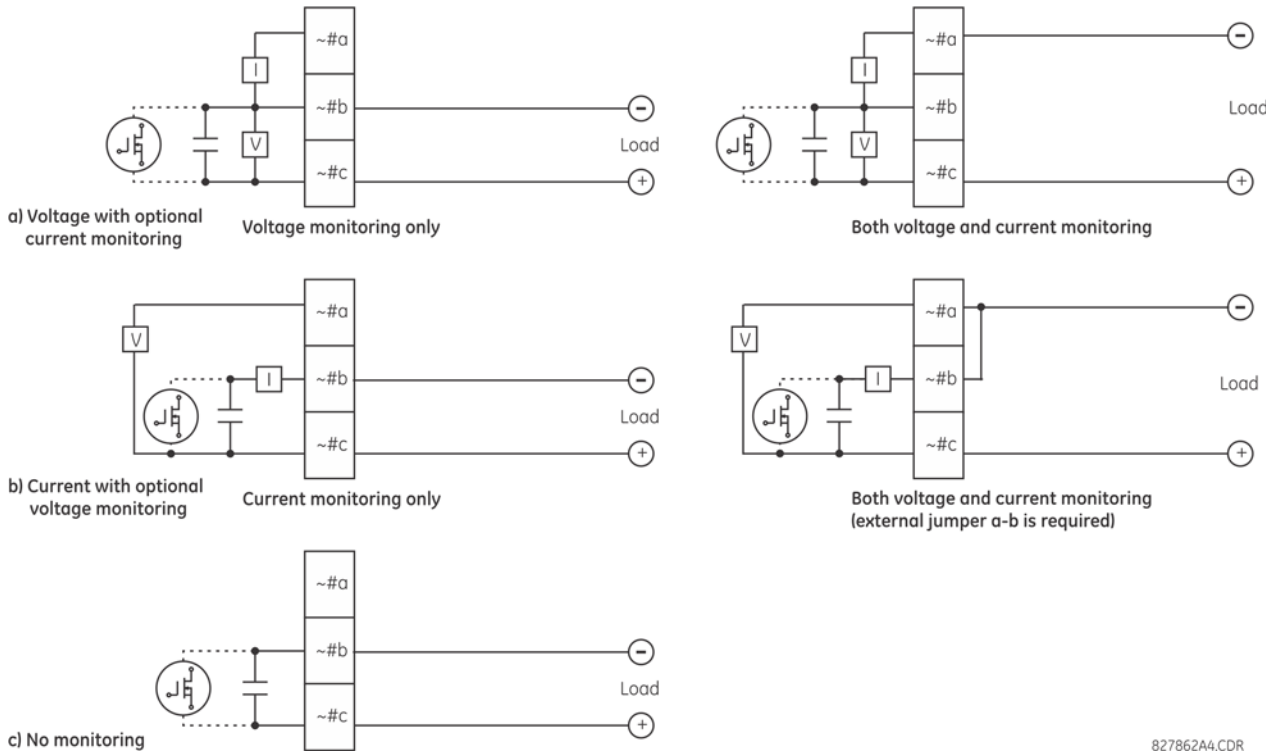 ~#a
I
~#b
V
~#c
−
Load
+
a) Voltage with optional
current monitoring
Voltage monitoring only
~#a
I
~#b
V
~#c
−
Load
+
Both voltage and current monitoring
~#a
V
I
~#b
~#c
−
Load
+
b) Current with optional
voltage monitoring
Current monitoring only
~#a
V
I
~#b
~#c
−
Load
+
Both voltage and current monitoring
(external jumper a-b is required)
~#a
~#b
~#c
−
Load
+
c) No monitoring
827862A4.CDR